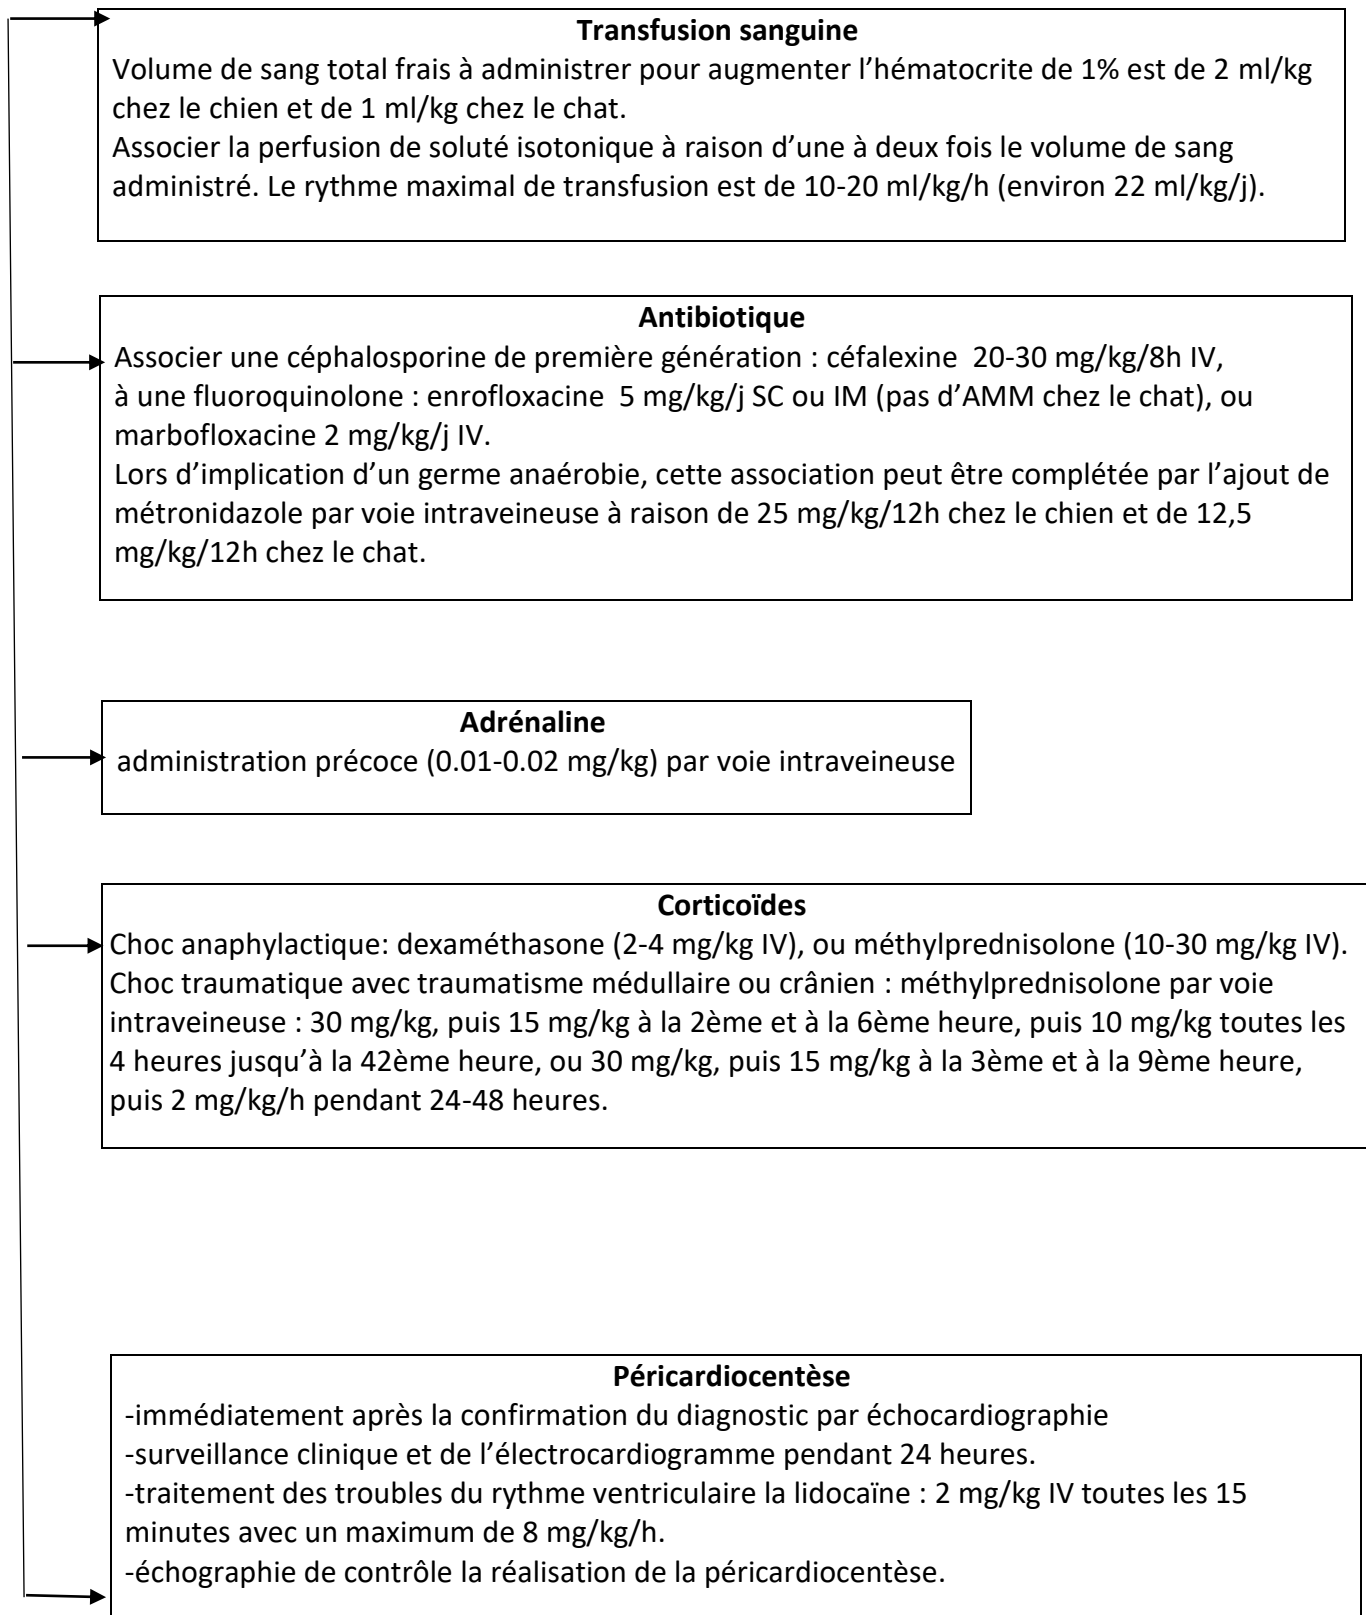 Transfusion sanguine
Volume de sang total frais à administrer pour augmenter l’hématocrite de 1% est de 2 ml/kg
chez le chien et de 1 ml/kg chez le chat.
Associer la perfusion de soluté isotonique à raison d’une à deux fois le volume de sang
administré. Le rythme maximal de transfusion est de 10-20 ml/kg/h (environ 22 ml/kg/j).
Antibiotique
Associer une céphalosporine de première génération : céfalexine 20-30 mg/kg/8h IV,
à une fluoroquinolone : enrofloxacine 5 mg/kg/j SC ou IM (pas d’AMM chez le chat), ou
marbofloxacine 2 mg/kg/j IV.
Lors d’implication d’un germe anaérobie, cette association peut être complétée par l’ajout de
métronidazole par voie intraveineuse à raison de 25 mg/kg/12h chez le chien et de 12,5
mg/kg/12h chez le chat.
Adrénaline
administration précoce (0.01-0.02 mg/kg) par voie intraveineuse
Corticoïdes
Choc anaphylactique: dexaméthasone (2-4 mg/kg IV), ou méthylprednisolone (10-30 mg/kg IV).
Choc traumatique avec traumatisme médullaire ou crânien : méthylprednisolone par voie
intraveineuse : 30 mg/kg, puis 15 mg/kg à la 2ème et à la 6ème heure, puis 10 mg/kg toutes les
4 heures jusqu’à la 42ème heure, ou 30 mg/kg, puis 15 mg/kg à la 3ème et à la 9ème heure,
puis 2 mg/kg/h pendant 24-48 heures.
Péricardiocentèse
-immédiatement après la confirmation du diagnostic par échocardiographie
-surveillance clinique et de l’électrocardiogramme pendant 24 heures.
-traitement des troubles du rythme ventriculaire la lidocaïne : 2 mg/kg IV toutes les 15
minutes avec un maximum de 8 mg/kg/h.
-échographie de contrôle la réalisation de la péricardiocentèse.